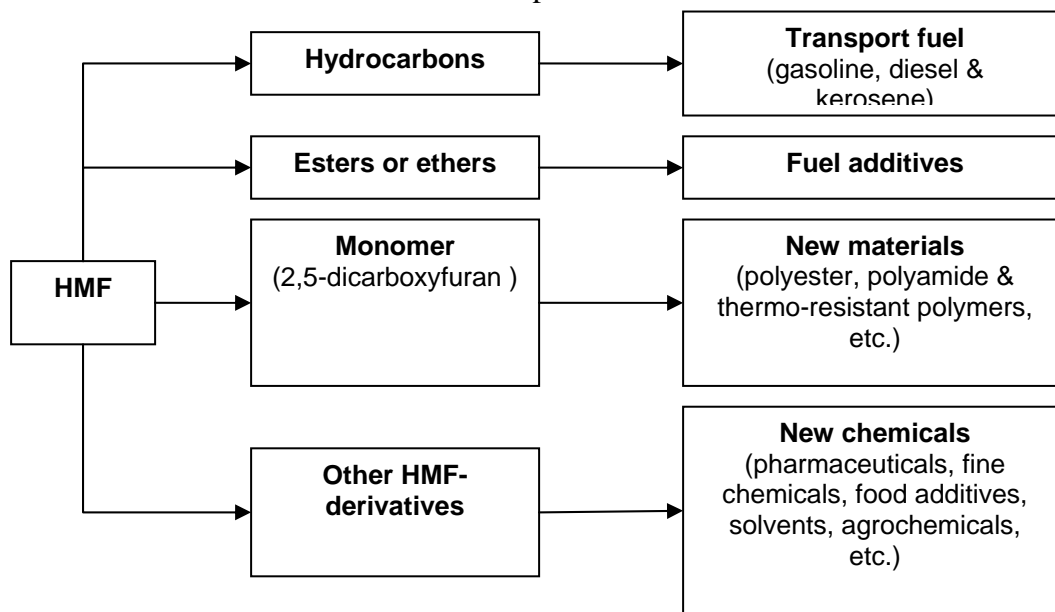 Hydrocarbons
Transport fuel
(gasoline, diesel &
kerosene)
Esters or ethers
Fuel additives
HMF
Monomer
(2,5-dicarboxyfuran )
New materials
(polyester, polyamide &
thermo-resistant polymers,
etc.)
Other HMF-
derivatives
New chemicals
(pharmaceuticals, fine
chemicals, food additives,
solvents, agrochemicals,
etc.)